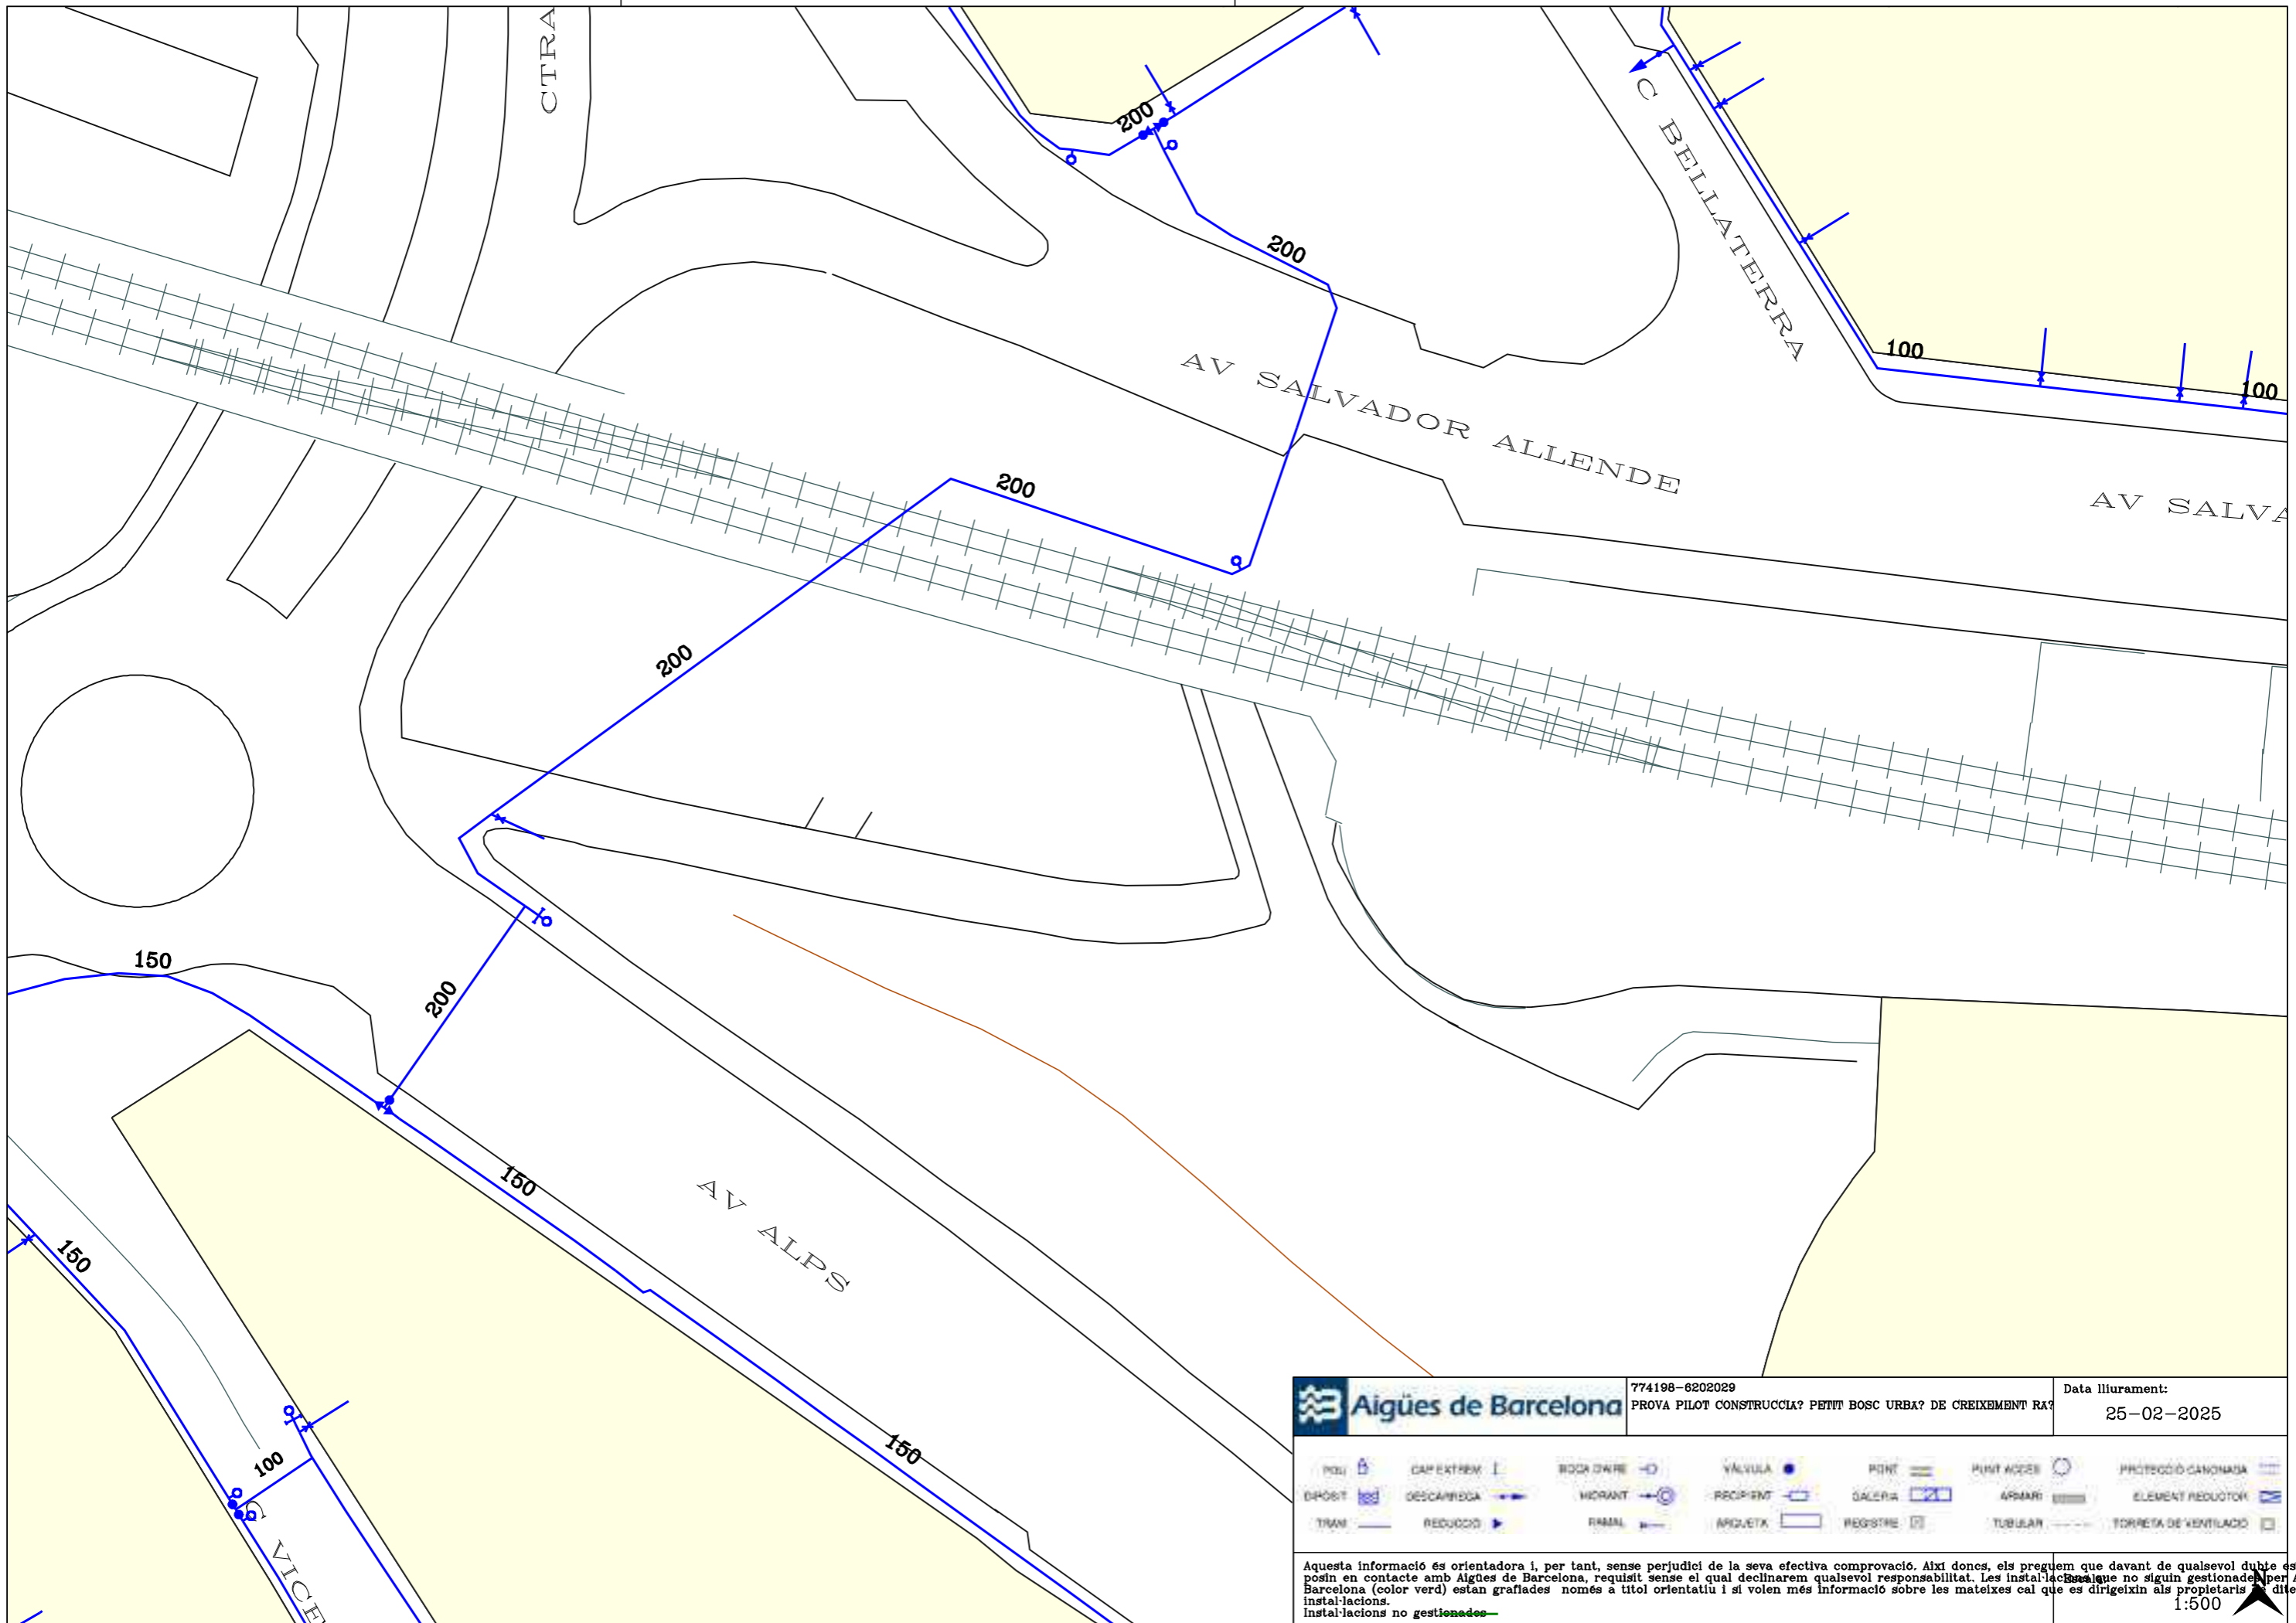 CTRA
200
C BELLATERRA
200
100
100
AV SALVADOR ALLENDE
200
AV SALVA
200
150
200
150
AV ALPS
150
150
100
C VICE
Aigües de Barcelona
774198-6202029
PROVA PILOT CONSTRUCCIA? PETIT BOSC URBA? DE CREIXEMENT RA?
Data lliurament:
25-02-2025
POU CAP EXTREM BOCA D'AIRE VÀLVULA PONT PUNT ACCÉS PROTECCIÓ CANONADA
DIPÒSIT DESCÀRREGA HIDRANT RECIPIENT GALERIA ARMARI ELEMENT REDUCTOR
TRAM REDUCCIÓ RAMAL ARQUETA REGISTRE TUBULAR TORRETA DE VENTILACIÓ
Aquesta informació és orientadora i, per tant, sense perjudici de la seva efectiva comprovació. Així doncs, els preguem que davant de qualsevol dubte es
posin en contacte amb Aigües de Barcelona, requisit sense el qual declinarem qualsevol responsabilitat. Les instal·lacions que no siguin gestionades per A
Barcelona (color verd) estan grafiades només a títol orientatiu i si volen més informació sobre les mateixes cal que es dirigeixin als propietaris de dite
instal·lacions.
Instal·lacions no gestionades
Escala:
1:500
N